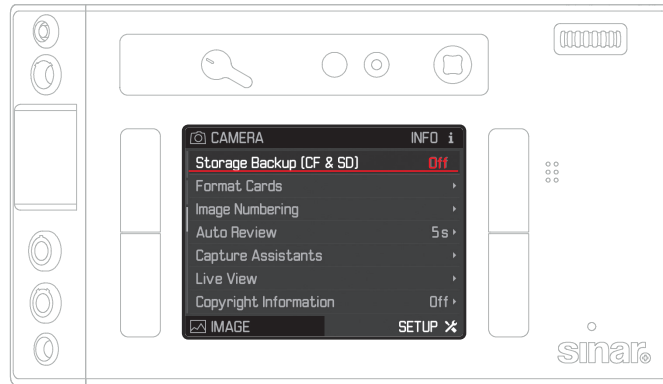 CAMERA INFO i
Storage Backup (CF & SD) Off
Format Cards
Image Numbering
Auto Review 5s
Capture Assistants
Live View
Copyright Information Off
IMAGE SETUP
sinar